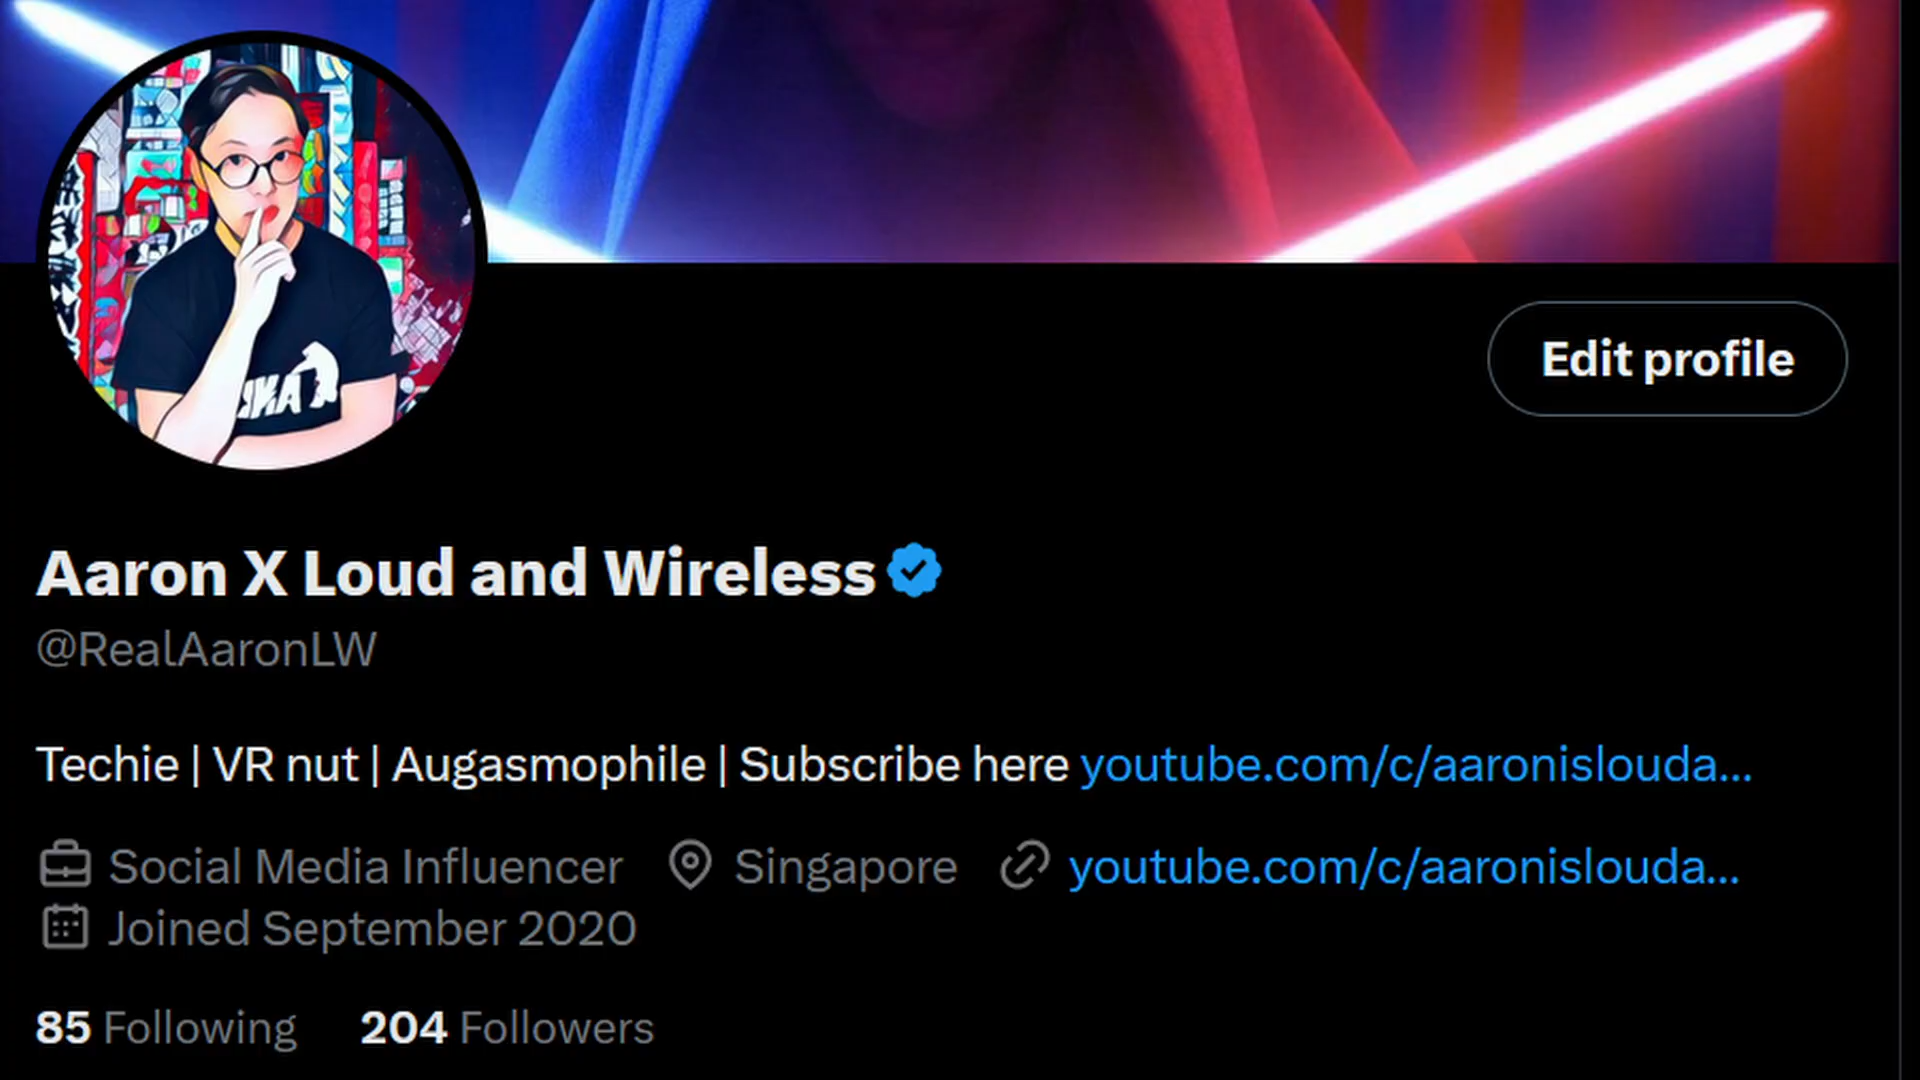 Edit profile
Aaron X Loud and Wireless
@RealAaronLW
Techie | VR nut | Augasmophile | Subscribe here youtube.com/c/aaronislouda...
Social Media Influencer Singapore youtube.com/c/aaronislouda...
Joined September 2020
85 Following 204 Followers